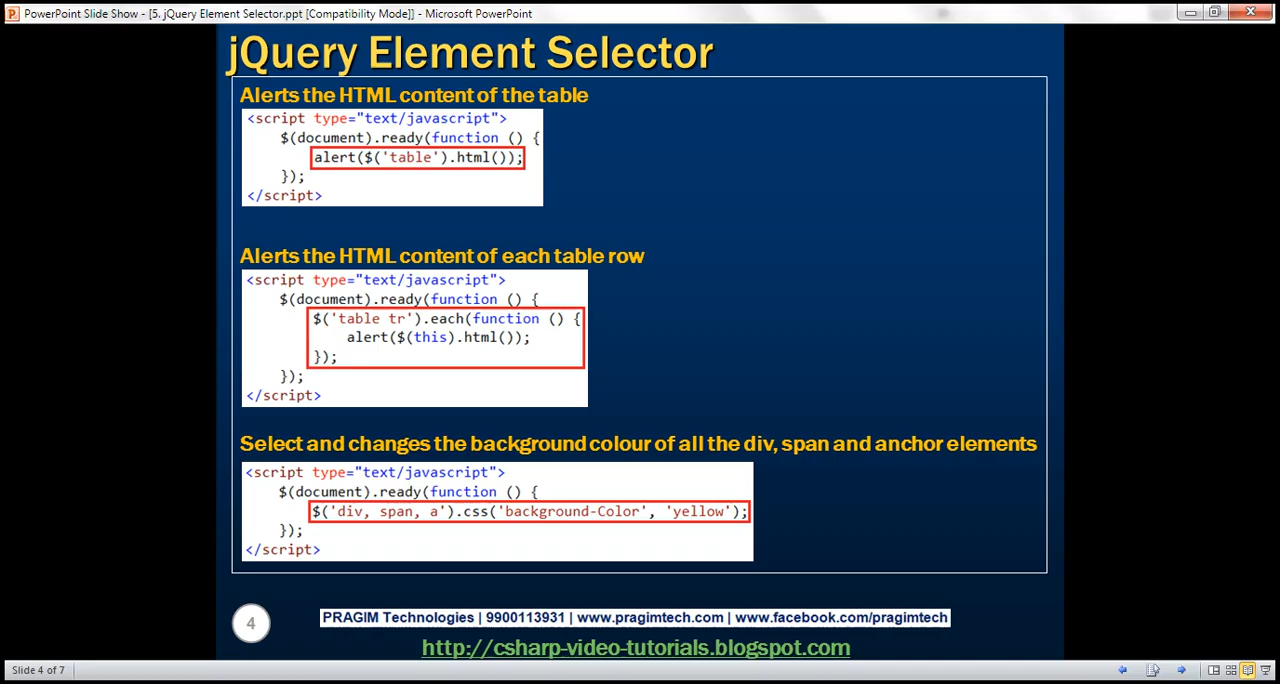 PowerPoint Slide Show - [5. jQuery Element Selector.ppt [Compatibility Mode]] - Microsoft PowerPoint
jQuery Element Selector
Alerts the HTML content of the table
<script type="text/javascript">
$(document).ready(function () {
alert($('table').html());
});
</script>
Alerts the HTML content of each table row
<script type="text/javascript">
$(document).ready(function () {
$('table tr').each(function () {
alert($(this).html());
});
});
</script>
Select and changes the background colour of all the div, span and anchor elements
<script type="text/javascript">
$(document).ready(function () {
$('div, span, a').css('background-Color', 'yellow');
});
</script>
4
PRAGIM Technologies | 9900113931 | www.pragimtech.com | www.facebook.com/pragimtech
http://csharp-video-tutorials.blogspot.com
Slide 4 of 7